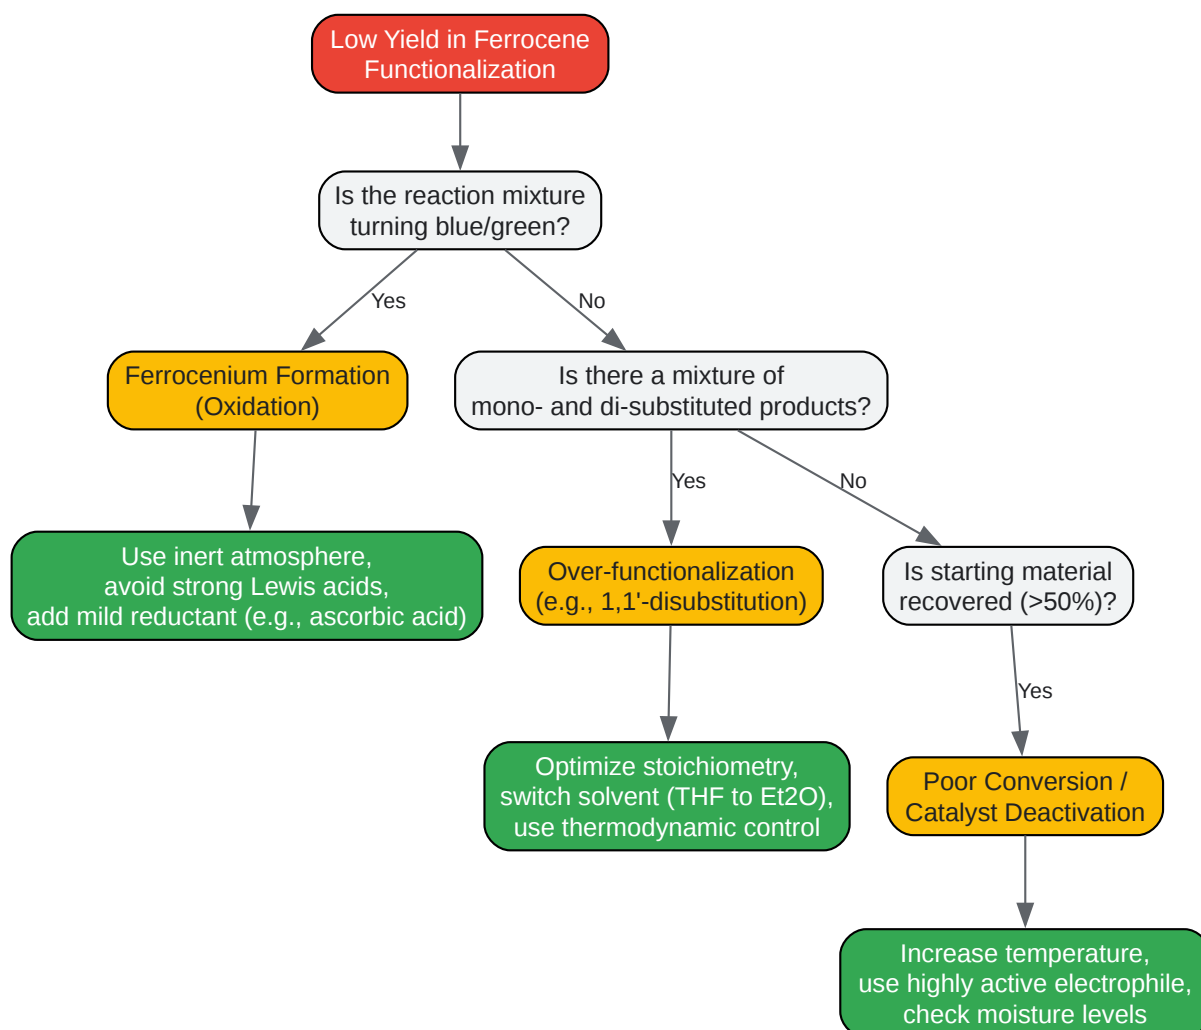 Low Yield in Ferrocene
Functionalization
Is the reaction mixture
turning blue/green?
Yes
No
Ferrocenium Formation
(Oxidation)
Is there a mixture of
mono- and di-substituted products?
Yes
No
Use inert atmosphere,
avoid strong Lewis acids,
add mild reductant (e.g., ascorbic acid)
Over-functionalization
(e.g., 1,1'-disubstitution)
Is starting material
recovered (>50%)?
Yes
Optimize stoichiometry,
switch solvent (THF to Et2O),
use thermodynamic control
Poor Conversion /
Catalyst Deactivation
Increase temperature,
use highly active electrophile,
check moisture levels